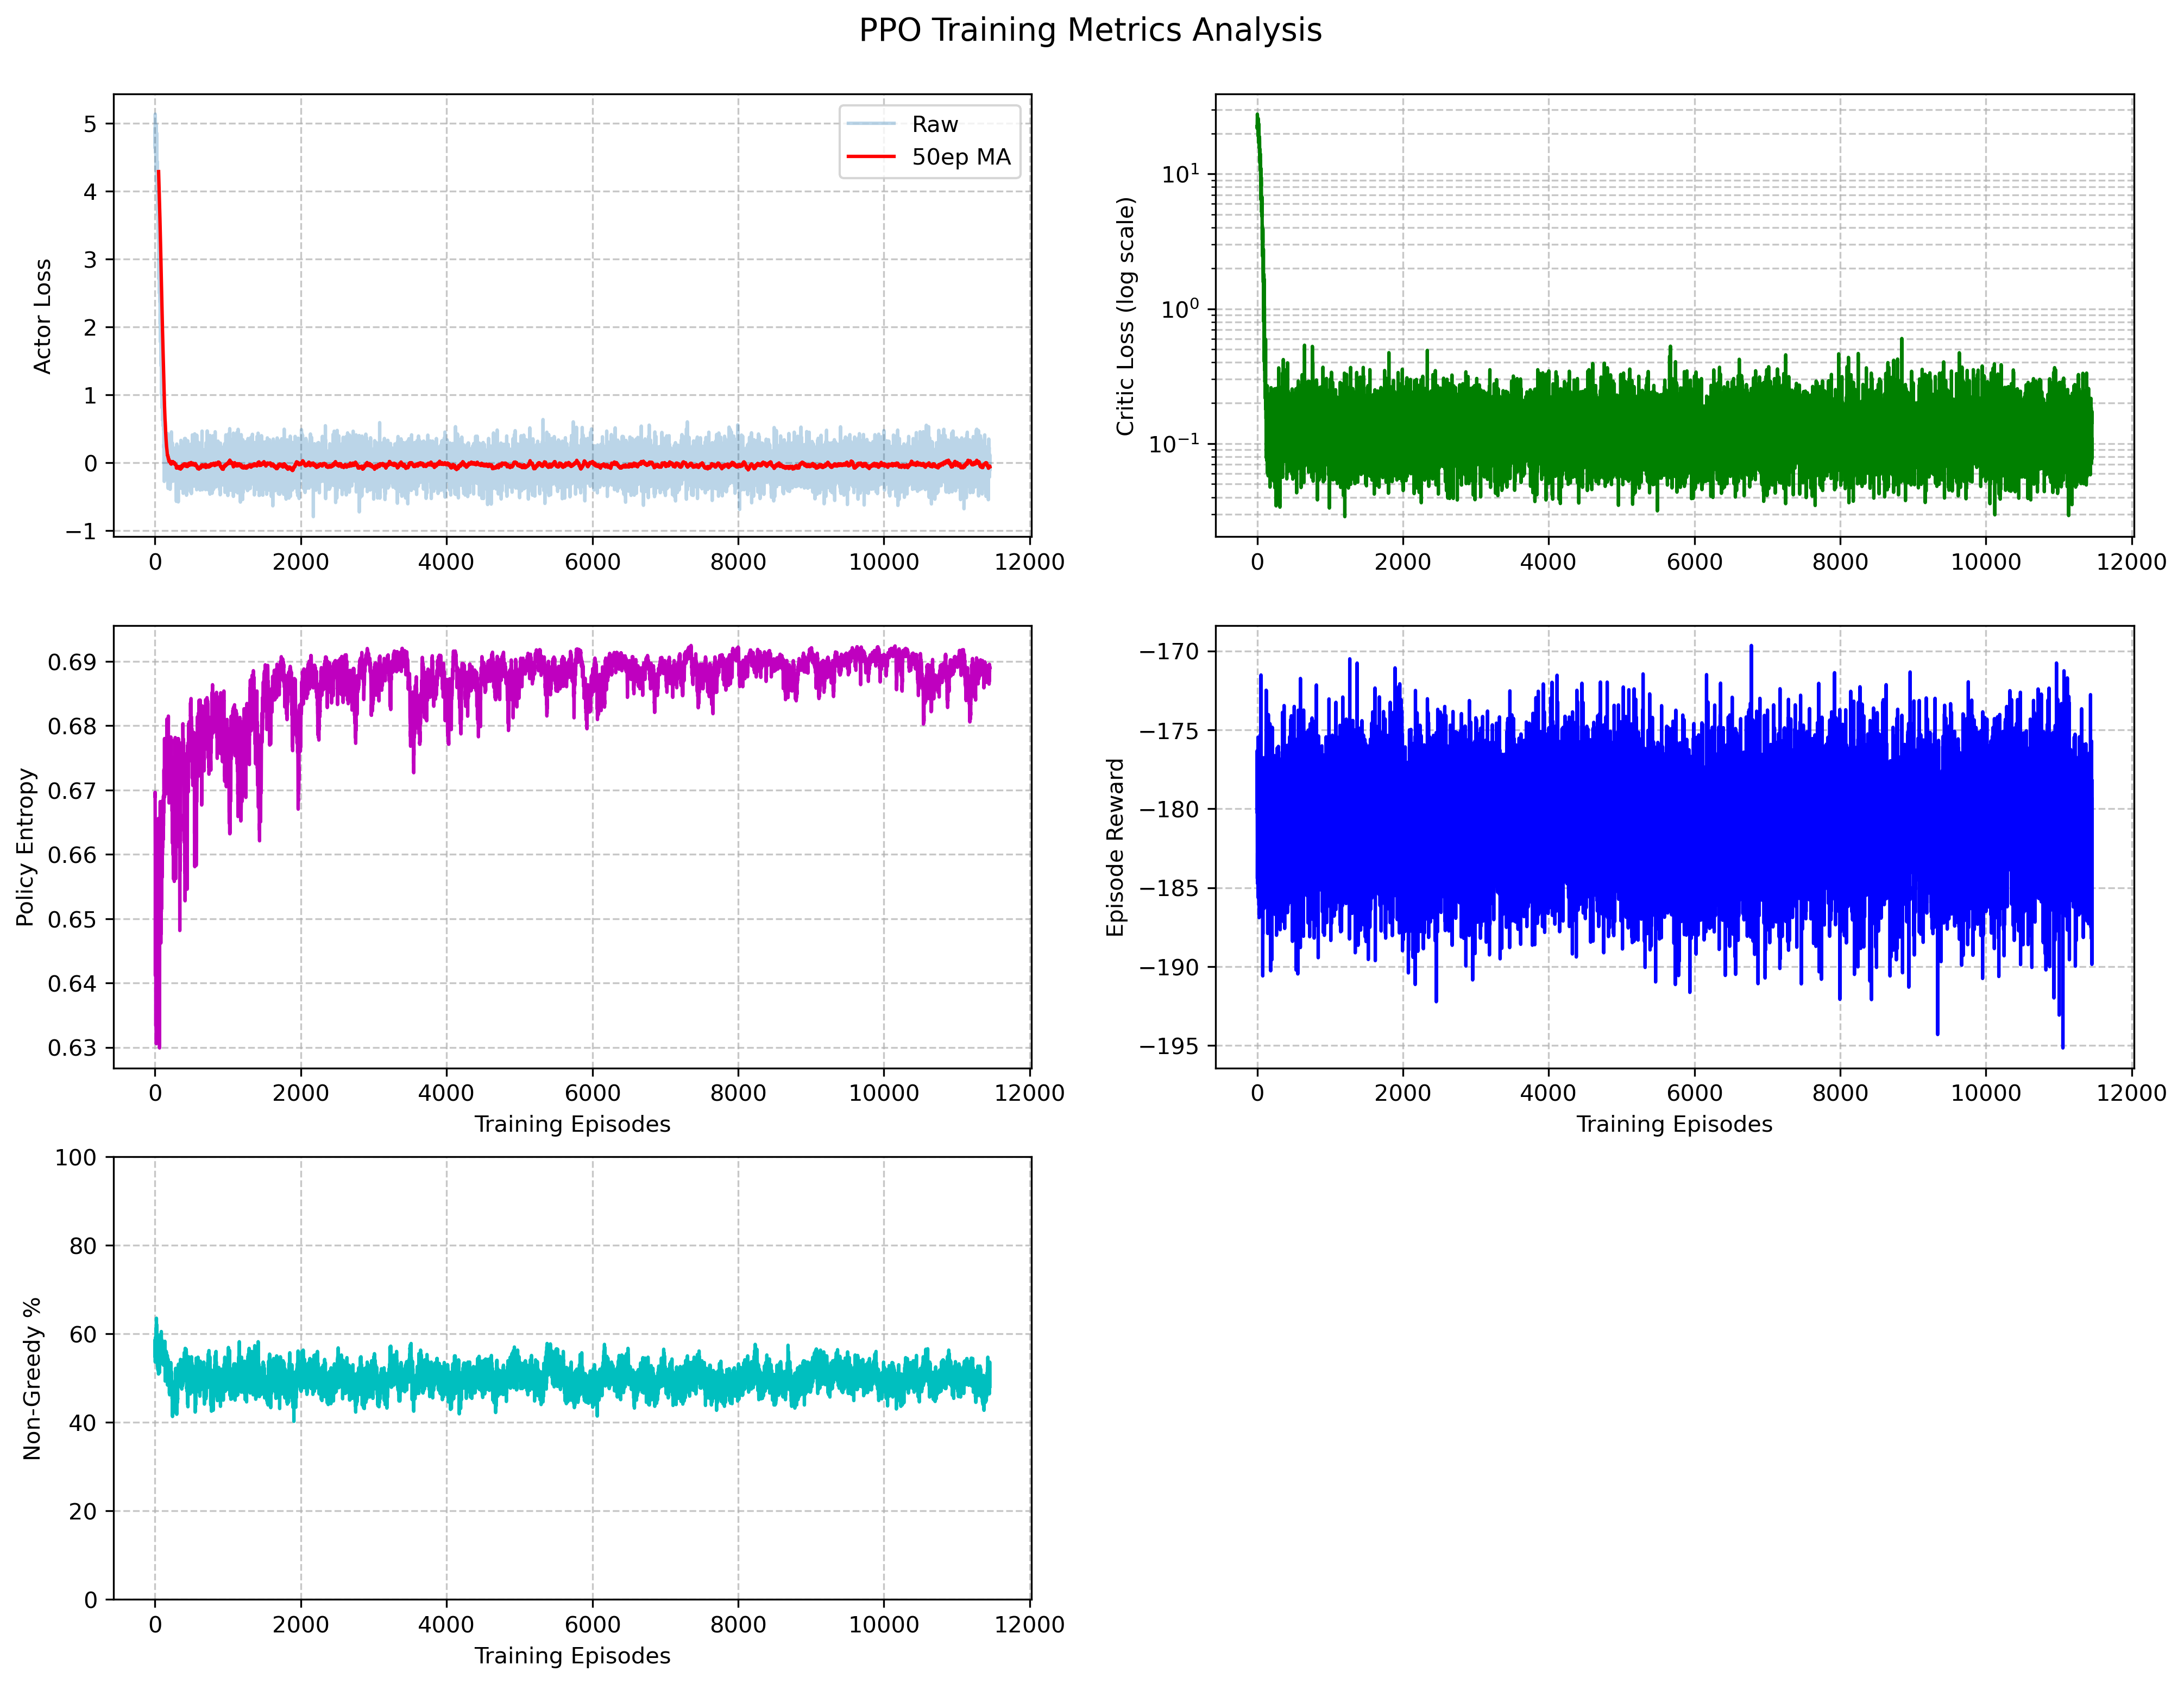 PPO Training Metrics Analysis
Actor Loss
5
4
3
2
1
0
−1
0 2000 4000 6000 8000 10000 12000
Raw
50ep MA
Critic Loss (log scale)
10¹
10⁰
10⁻¹
0 2000 4000 6000 8000 10000 12000
Policy Entropy
0.69
0.68
0.67
0.66
0.65
0.64
0.63
0 2000 4000 6000 8000 10000 12000
Training Episodes
Episode Reward
−170
−175
−180
−185
−190
−195
0 2000 4000 6000 8000 10000 12000
Training Episodes
Non-Greedy %
100
80
60
40
20
0
0 2000 4000 6000 8000 10000 12000
Training Episodes